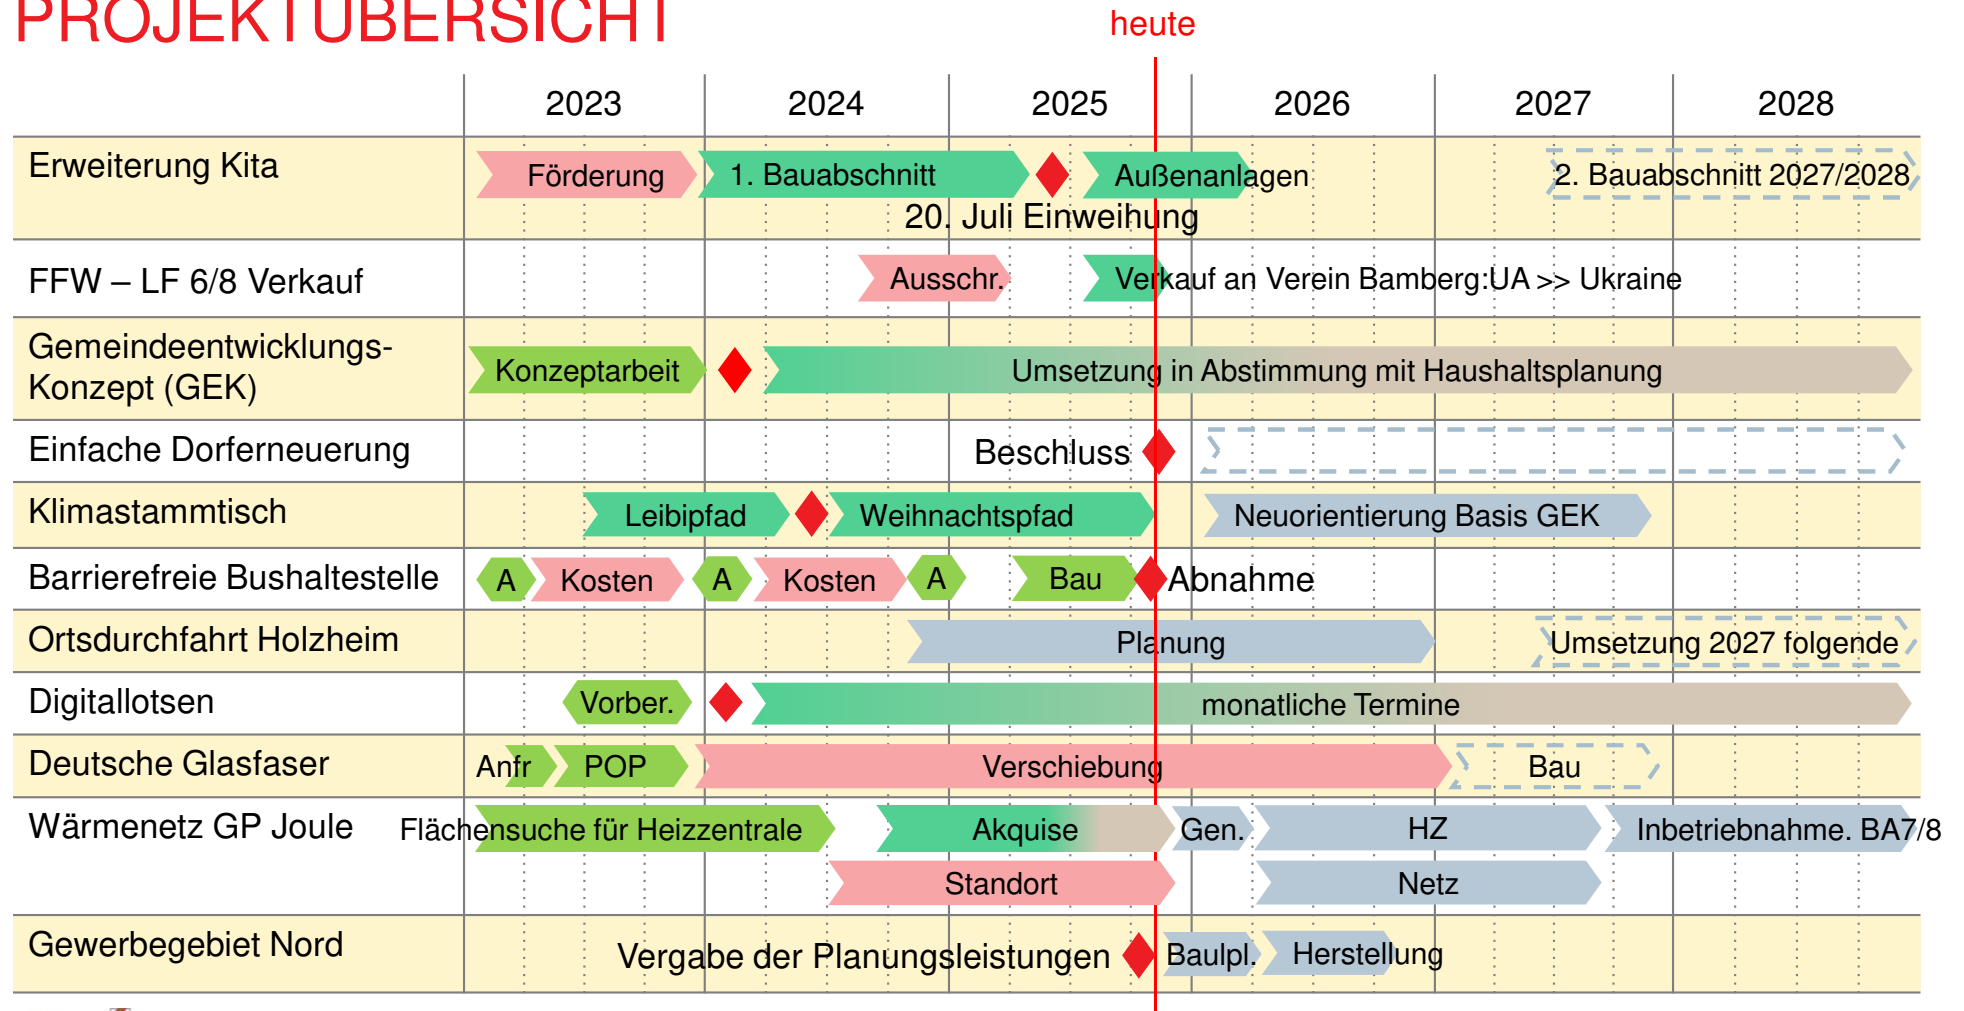 PROJEKTÜBERSICHT
heute
2023 2024 2025 2026 2027 2028
Erweiterung Kita Förderung 1. Bauabschnitt Außenanlagen 2. Bauabschnitt 2027/2028
20. Juli Einweihung
FFW – LF 6/8 Verkauf Ausschr. Verkauf an Verein Bamberg:UA >> Ukraine
Gemeindeentwicklungs-
Konzept (GEK) Konzeptarbeit Umsetzung in Abstimmung mit Haushaltsplanung
Einfache Dorferneuerung Beschluss
Klimastammtisch Leibipfad Weihnachtspfad Neuorientierung Basis GEK
Barrierefreie Bushaltestelle A Kosten A Kosten A Bau Abnahme
Ortsdurchfahrt Holzheim Planung Umsetzung 2027 folgende
Digitallotsen Vorber. monatliche Termine
Deutsche Glasfaser Anfr POP Verschiebung Bau
Wärmenetz GP Joule Flächensuche für Heizzentrale Akquise Gen. HZ Inbetriebnahme. BA7/8
Standort Netz
Gewerbegebiet Nord Vergabe der Planungsleistungen Baulpl. Herstellung